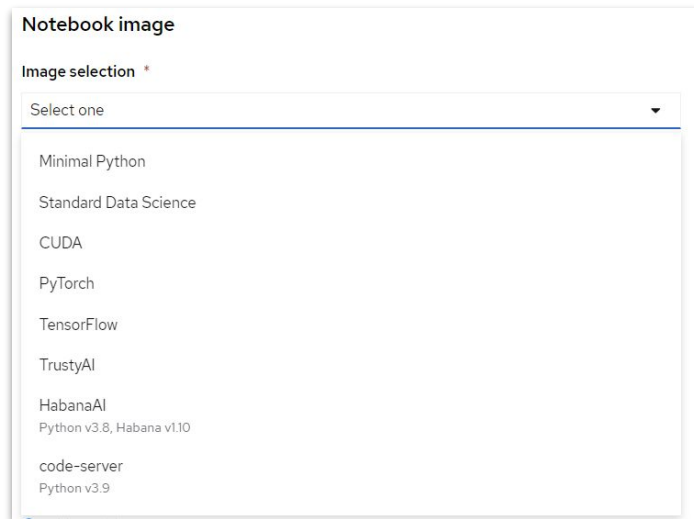 Notebook image
Image selection *
Select one
Minimal Python
Standard Data Science
CUDA
PyTorch
TensorFlow
TrustyAI
HabanaAI
Python v3.8, Habana v1.10
code-server
Python v3.9